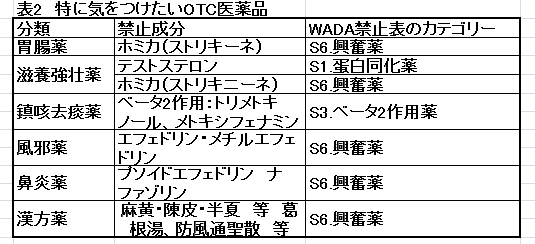 表2 特に気をつけたいOTC医薬品
分類 禁止成分 WADA禁止表のカテゴリー
胃腸薬 ホミカ(ストリキーネ) S6.興奮薬
滋養強壮薬 テストステロン S1.蛋白同化薬
ホミカ(ストリキニーネ) S6.興奮薬
鎮咳去痰薬 ベータ2作用:トリメトキ
ノール、メトキシフェナミン S3.ベータ2作用薬
風邪薬 エフェドリン・メチルエフェ
ドリン S6.興奮薬
鼻炎薬 プソイドエフェドリン ナ
ファゾリン S6.興奮薬
漢方薬 麻黄・陳皮・半夏 等 葛
根湯、防風通聖散 等 S6.興奮薬